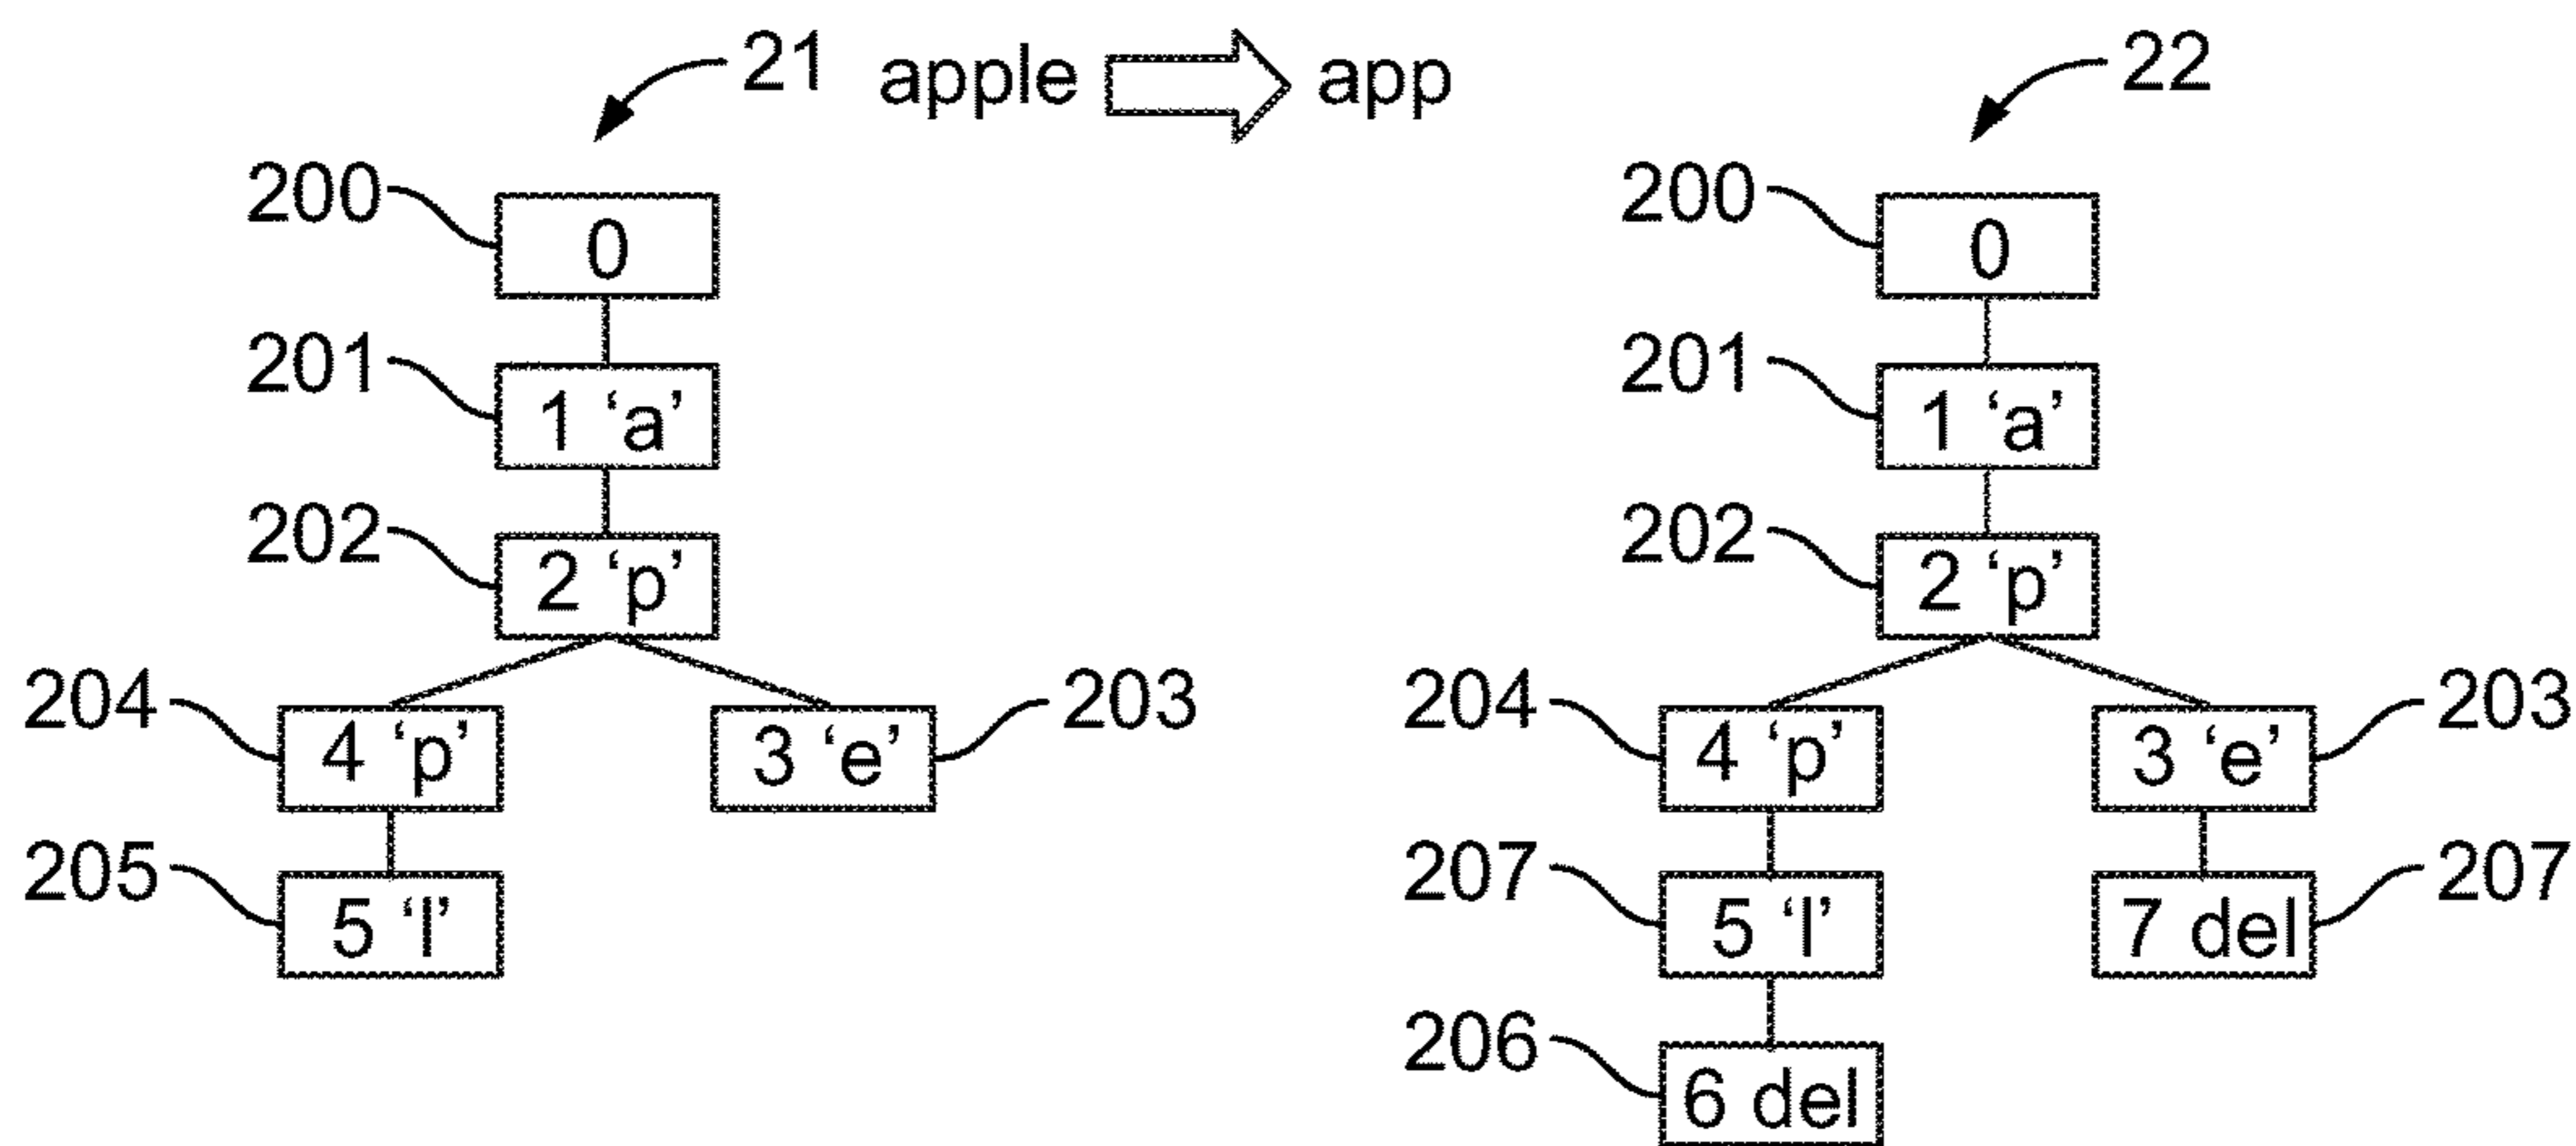 21 apple app 22
200 0 200 0
201 1 ‘a’ 201 1 ‘a’
202 2 ‘p’ 202 2 ‘p’
204 4 ‘p’ 3 ‘e’ 203 204 4 ‘p’ 3 ‘e’ 203
205 5 ‘l’ 207 5 ‘l’ 7 del 207
206 6 del